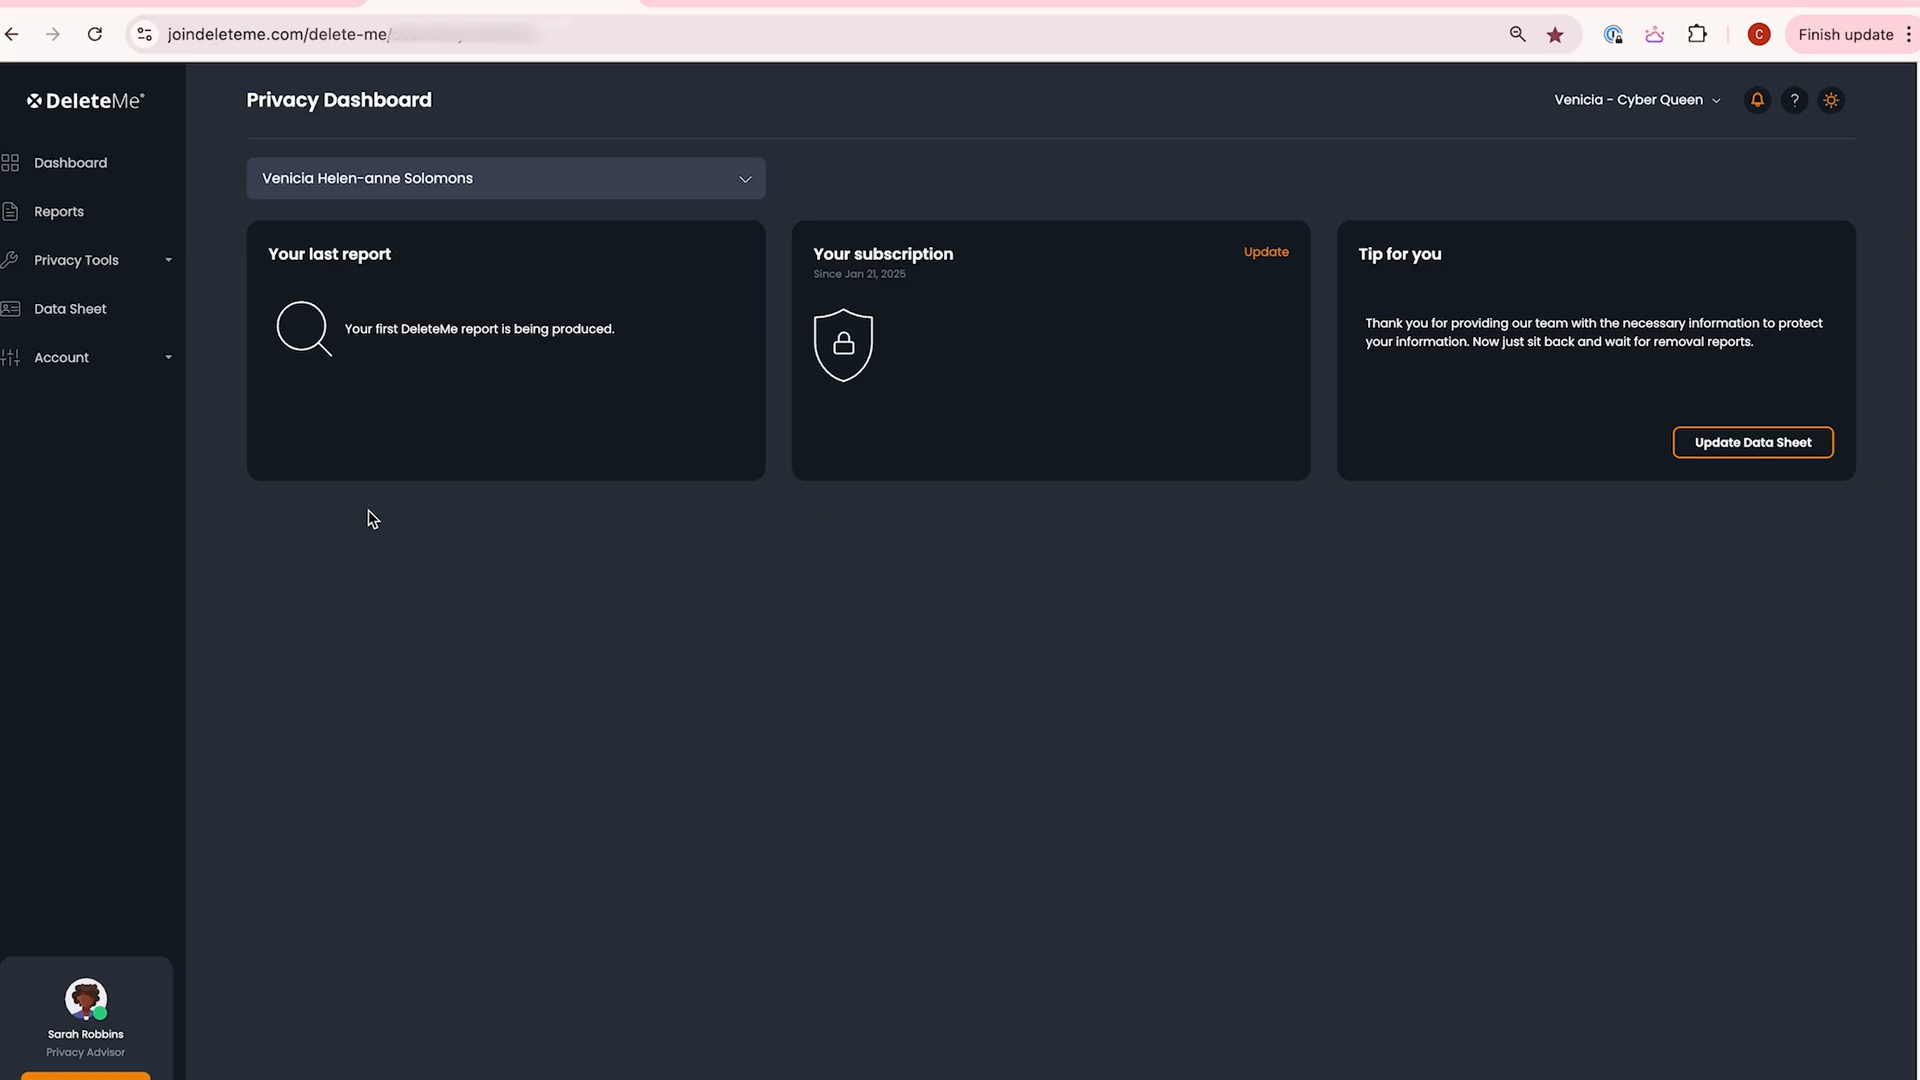 joindeleteme.com/delete-me/
C
Finish update
DeleteMe®
Privacy Dashboard
Venicia - Cyber Queen
?
Dashboard
Reports
Privacy Tools
Data Sheet
Account
Venicia Helen-anne Solomons
Your last report
Your first DeleteMe report is being produced.
Your subscription
Update
Since Jan 21, 2025
Tip for you
Thank you for providing our team with the necessary information to protect
your information. Now just sit back and wait for removal reports.
Update Data Sheet
Sarah Robbins
Privacy Advisor